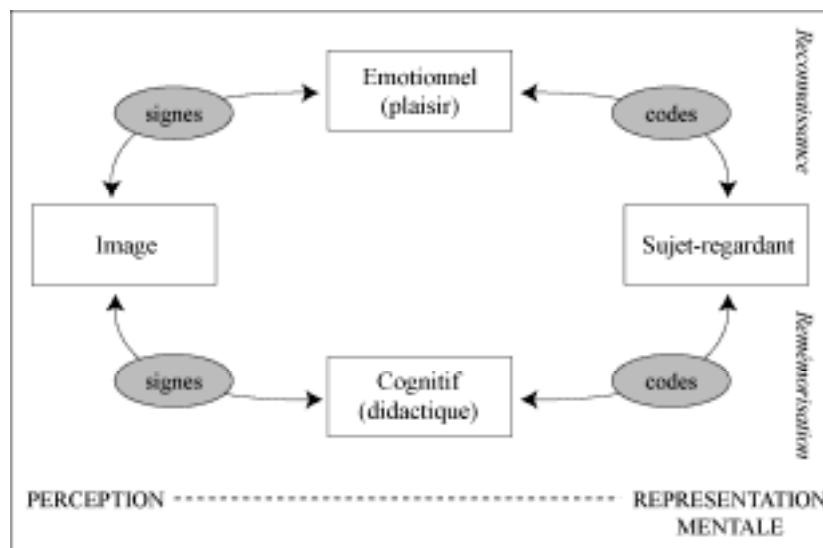 Emotionnel
(plaisir)
signes
codes
Reconnaissance
Image
Sujet-regardant
signes
Cognitif
(didactique)
codes
Remémorisation
PERCEPTION
REPRESENTATION
MENTALE